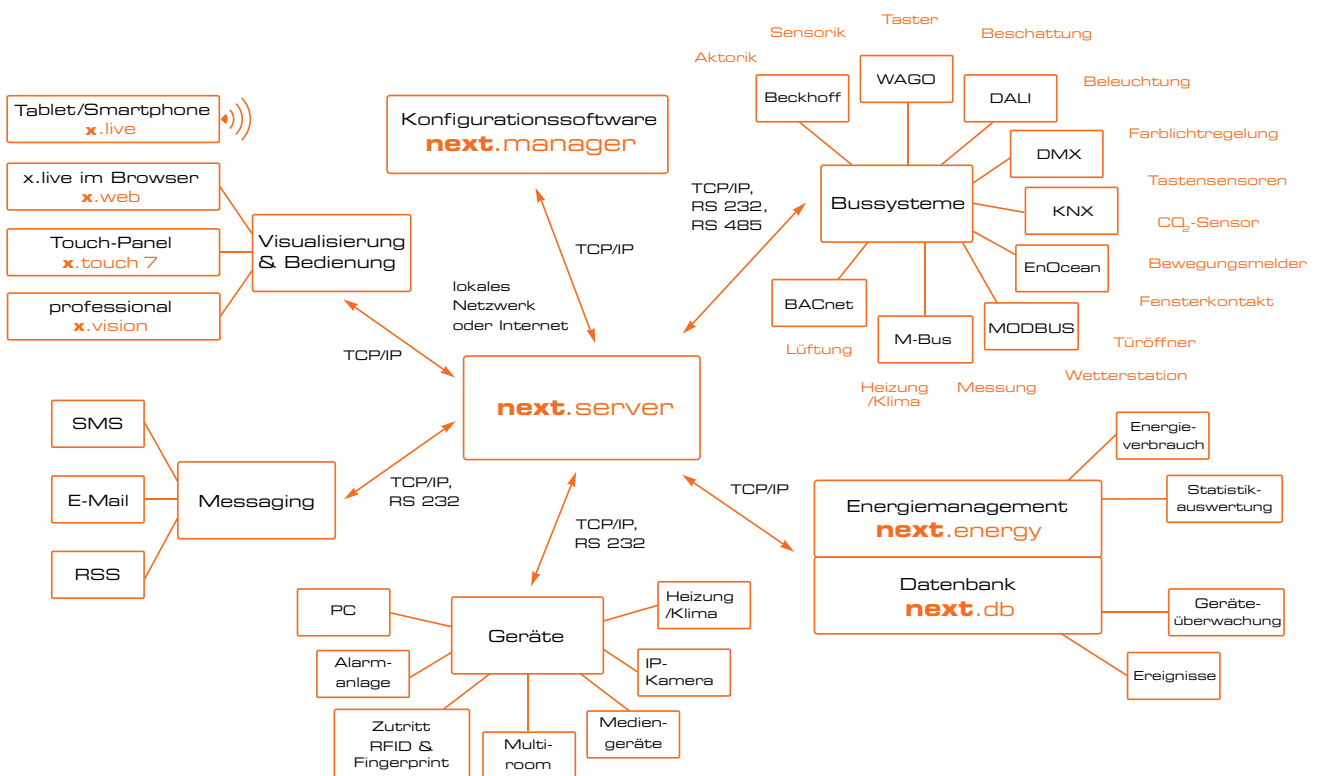 Tablet/Smartphone
x.live
x.live im Browser
x.web
Touch-Panel
x.touch 7
professional
x.vision
Visualisierung
& Bedienung
TCP/IP
Konfigurationssoftware
next.manager
TCP/IP
lokales
Netzwerk
oder Internet
next.server
TCP/IP,
RS 232,
RS 485
Bussysteme
Beckhoff
WAGO
DALI
DMX
KNX
EnOcean
MODBUS
M-Bus
BACnet
Aktorik
Sensorik
Taster
Beschattung
Beleuchtung
Farblichtregelung
Tastensensoren
CO₂-Sensor
Bewegungsmelder
Fensterkontakt
Türöffner
Wetterstation
Messung
Heizung
/Klima
Lüftung
SMS
E-Mail
RSS
Messaging
TCP/IP,
RS 232
TCP/IP,
RS 232
Geräte
PC
Alarm-
anlage
Zutritt
RFID &
Fingerprint
Multi-
room
Medien-
geräte
IP-
Kamera
Heizung
/Klima
TCP/IP
Energiemanagement
next.energy
Datenbank
next.db
Energie-
verbrauch
Statistik-
auswertung
Geräte-
überwachung
Ereignisse